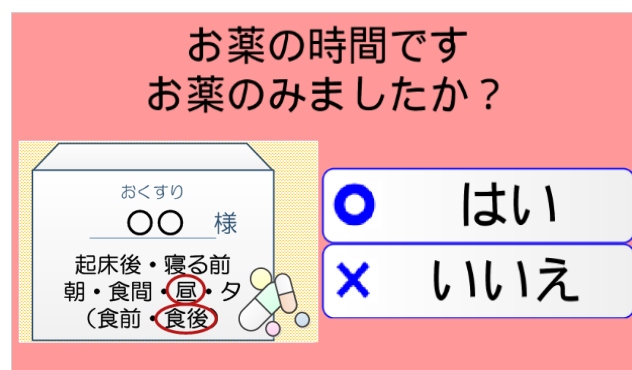 お薬の時間です
お薬のみましたか？
おくすり
〇〇 様
起床後・寝る前
朝・食間・昼・夕
（食前・食後）
はい
いいえ